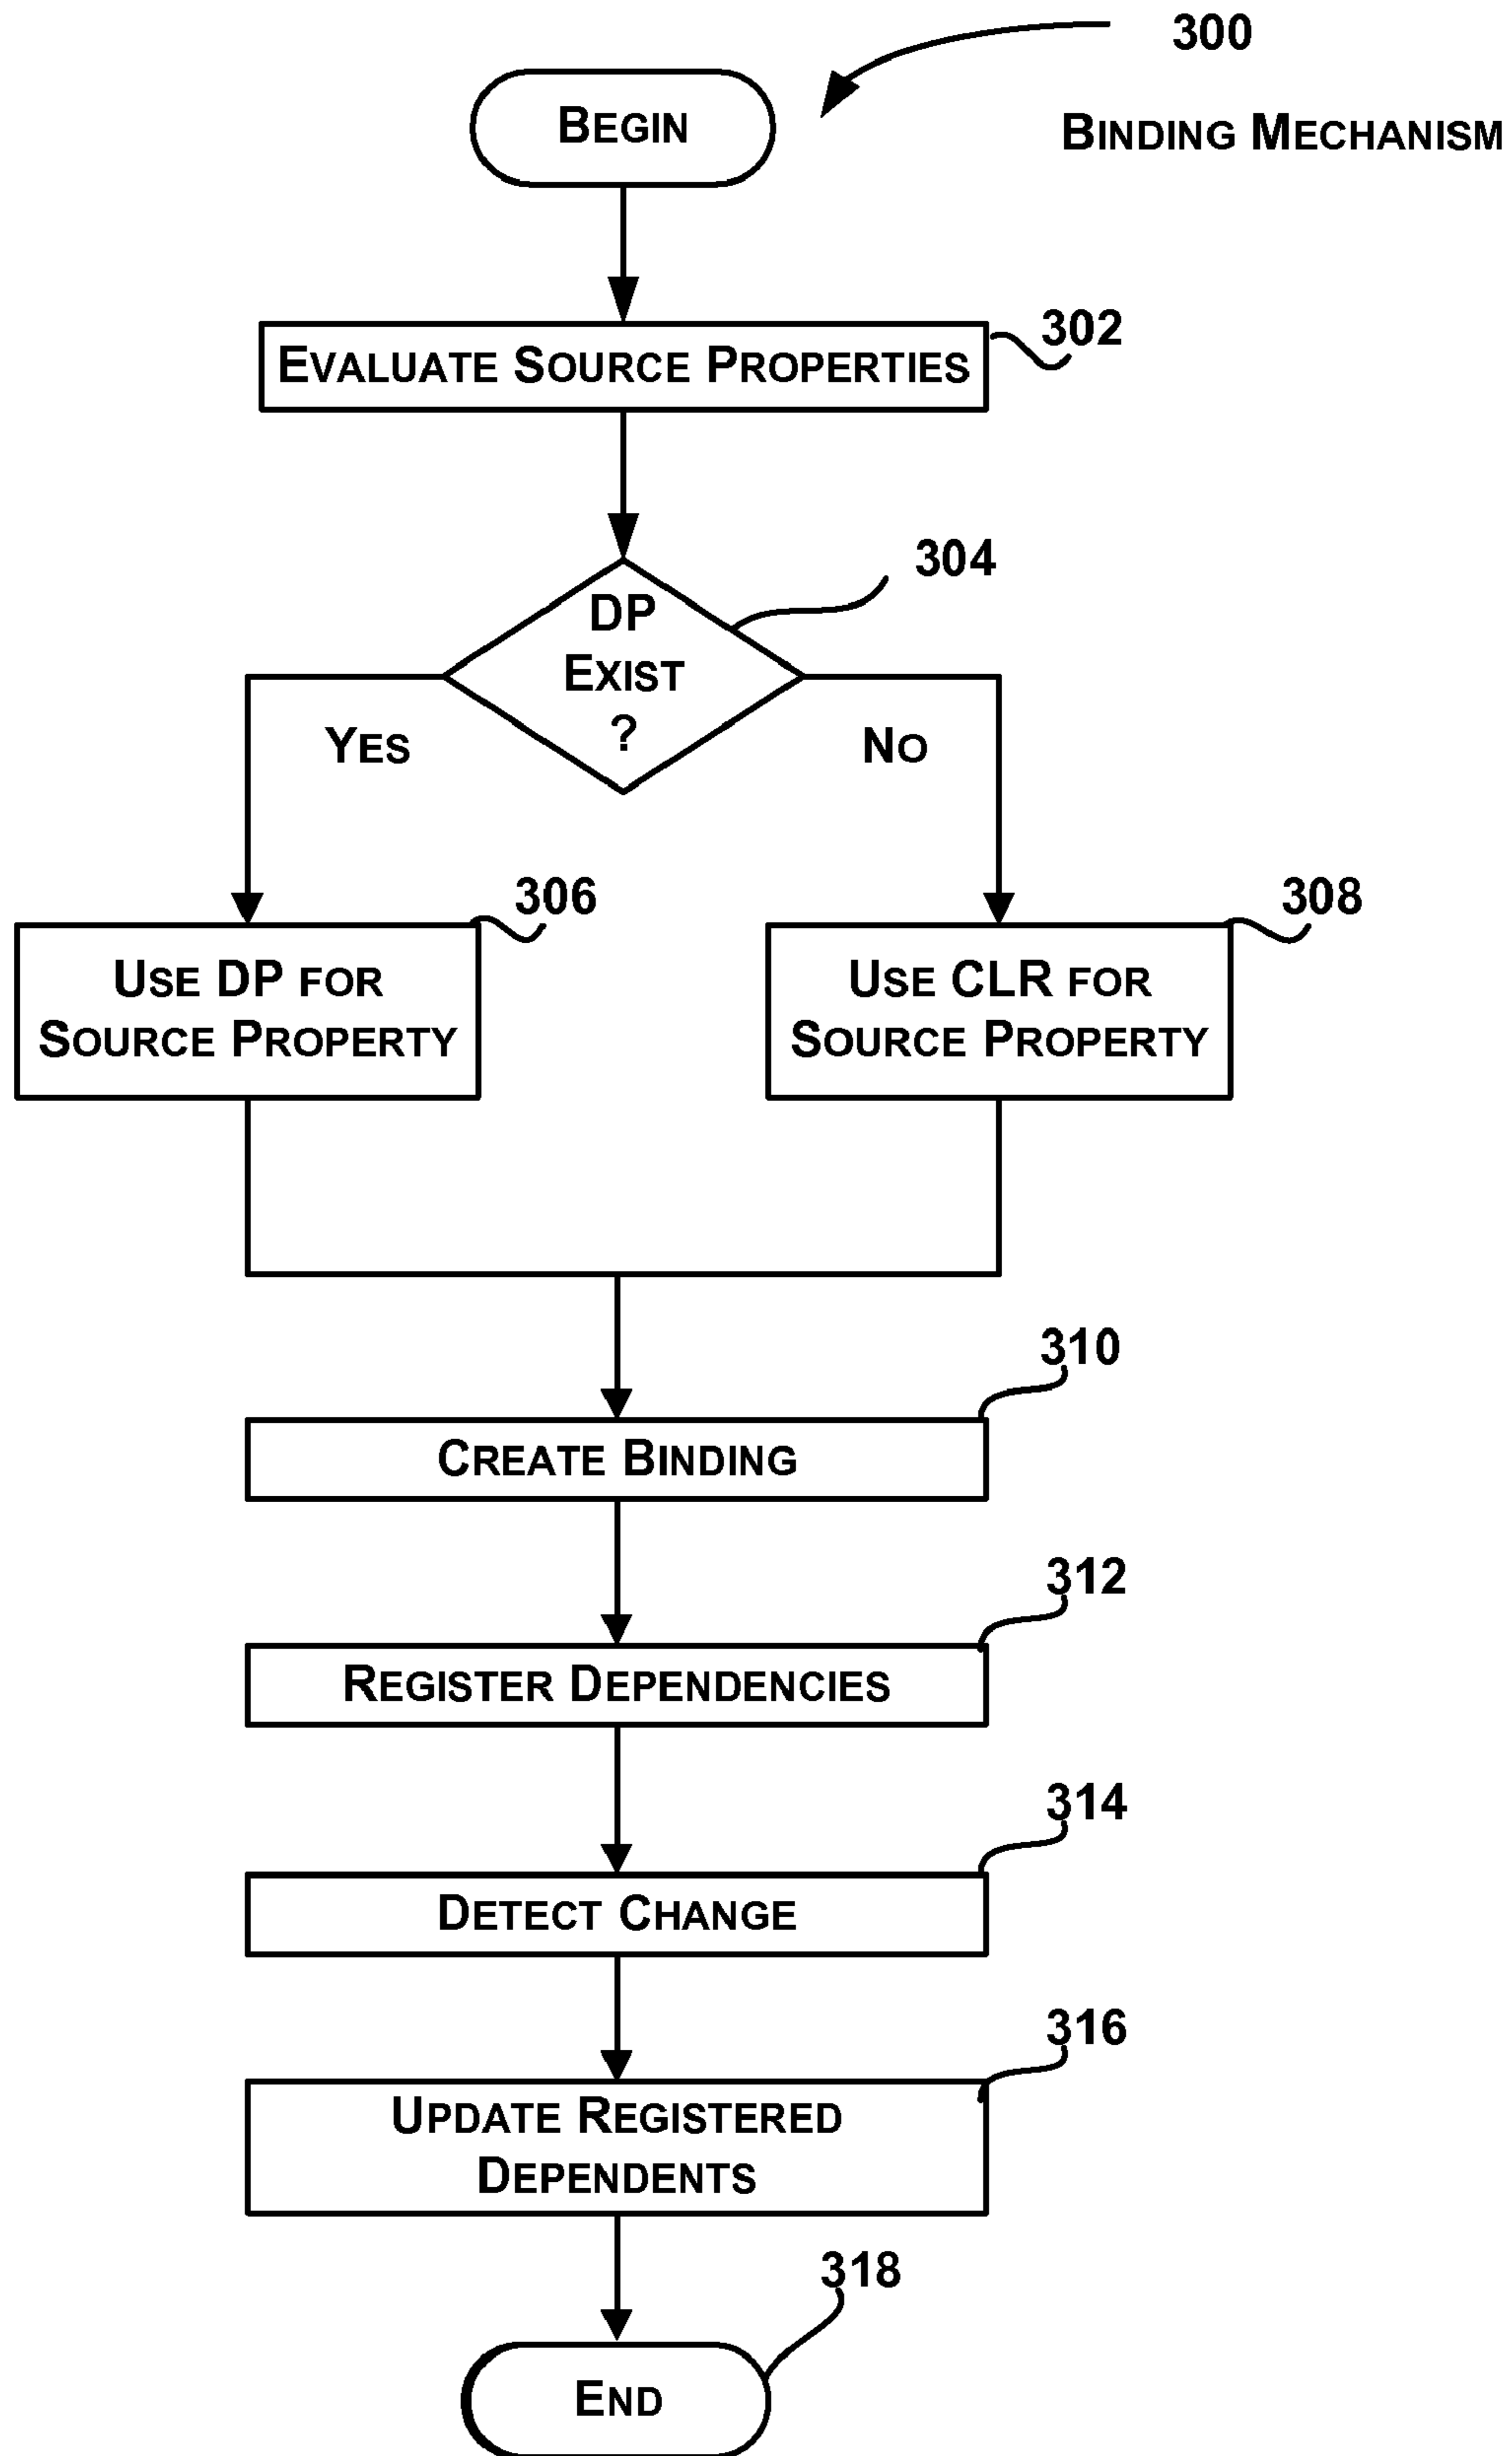 300
BEGIN
BINDING MECHANISM
302
EVALUATE SOURCE PROPERTIES
304
DP
EXIST
?
YES
NO
306
308
USE DP FOR
SOURCE PROPERTY
USE CLR FOR
SOURCE PROPERTY
310
CREATE BINDING
312
REGISTER DEPENDENCIES
314
DETECT CHANGE
316
UPDATE REGISTERED
DEPENDENTS
318
END